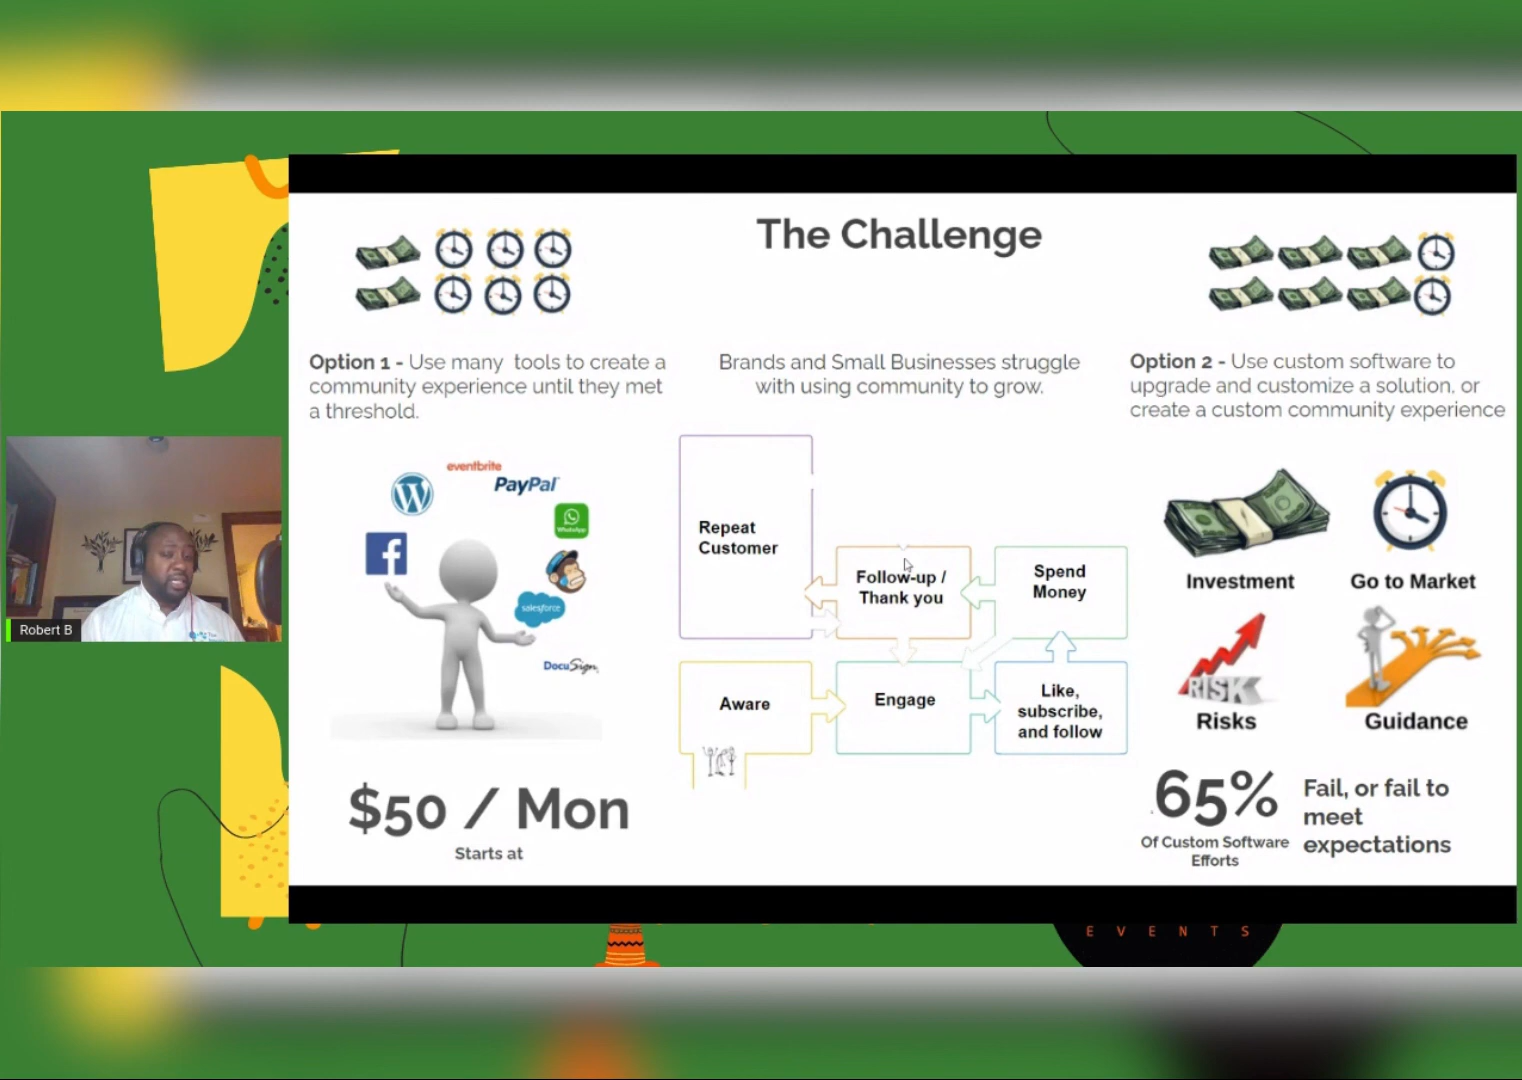 The Challenge
Option 1 - Use many tools to create a
community experience until they met
a threshold.
eventbrite
PayPal
WhatsApp
salesforce
DocuSign
$50 / Mon
Starts at
Brands and Small Businesses struggle
with using community to grow.
Repeat
Customer
Follow-up /
Thank you
Spend
Money
Aware
Engage
Like,
subscribe,
and follow
Option 2 - Use custom software to
upgrade and customize a solution, or
create a custom community experience
Investment
Go to Market
RISK
Risks
Guidance
65%
Of Custom Software
Efforts
Fail, or fail to
meet
expectations
Robert B
EVENTS